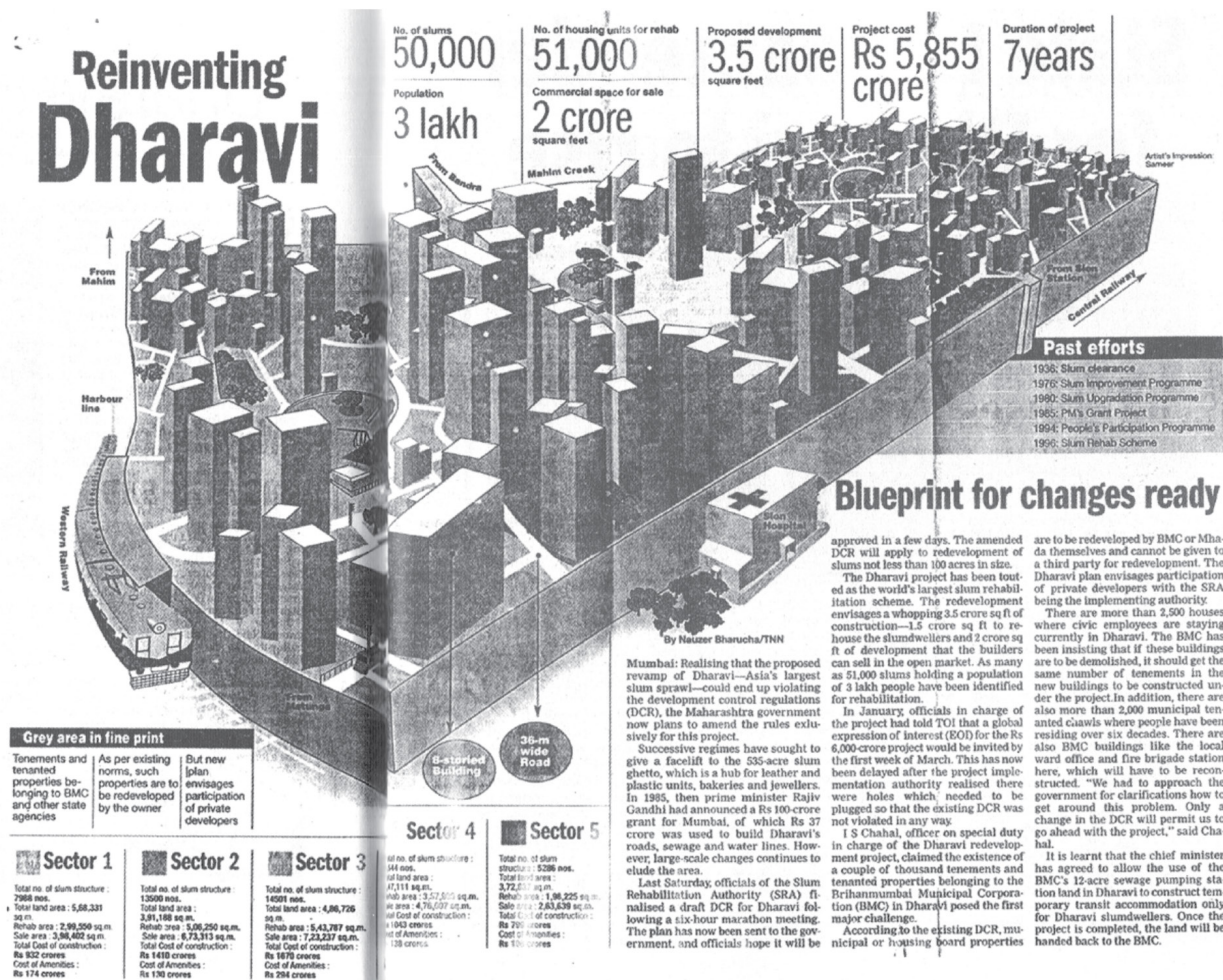 Reinventing
Dharavi
No. of slums
50,000
Population
3 lakh
No. of housing units for rehab
51,000
Commercial space for sale
2 crore
square feet
Proposed development
3.5 crore
square feet
Project cost
Rs 5,855
crore
Duration of project
7years
Artist's Impression:
Sameer
From Bandra
Mahim Creek
From
Mahim
Harbour
line
Western Railway
From Sion
Station
Central Railway
Sion
Hospital
From
Matunga
8-storied
Building
36-m
wide
Road
Past efforts
1936: Slum clearance
1976: Slum Improvement Programme
1980: Slum Upgradation Programme
1985: PM's Grant Project
1994: People's Participation Programme
1996: Slum Rehab Scheme
Grey area in fine print
Tenements and
tenanted
properties be-
longing to BMC
and other state
agencies
As per existing
norms, such
properties are to
be redeveloped
by the owner
But new
plan
envisages
participation
of private
developers
Sector 1
Total no. of slum structure :
7988 nos.
Total land area : 5,68,331
sq m.
Rehab area : 2,99,550 sq m.
Sale area : 3,98,402 sq m.
Total Cost of construction :
Rs 932 crores
Cost of Amenities :
Rs 174 crores
Sector 2
Total no. of slum structure :
13500 nos.
Total land area :
3,91,188 sq m.
Rehab area : 5,06,250 sq m.
Sale area : 6,73,313 sq m.
Total Cost of construction :
Rs 1410 crores
Cost of Amenities :
Rs 130 crores
Sector 3
Total no. of slum structure :
14501 nos.
Total land area : 4,86,726
sq m.
Rehab area : 5,43,787 sq m.
Sale area : 7,23,237 sq m.
Total Cost of construction :
Rs 1670 crores
Cost of Amenities :
Rs 294 crores
Sector 4
no. of slum structure :
nos.
land area :
sq m.
area :
area : sq m.
Cost of construction :
crores
of Amenities :
crores
Sector 5
Total no. of slum
structure : 5286 nos.
Total land area :
sq m.
Rehab area : 1,98,225 sq m.
Sale area : 2,63,639 sq m.
Total Cost of construction :
Rs crores
Cost of Amenities :
Rs crores
Blueprint for changes ready
By Nauzer Bharucha/TNN
Mumbai: Realising that the proposed
revamp of Dharavi—Asia's largest
slum sprawl—could end up violating
the development control regulations
(DCR), the Maharashtra government
now plans to amend the rules exlu-
sively for this project.
Successive regimes have sought to
give a facelift to the 535-acre slum
ghetto, which is a hub for leather and
plastic units, bakeries and jewellers.
In 1985, then prime minister Rajiv
Gandhi had announced a Rs 100-crore
grant for Mumbai, of which Rs 37
crore was used to build Dharavi's
roads, sewage and water lines. How-
ever, large-scale changes continues to
elude the area.
Last Saturday, officials of the Slum
Rehabilitation Authority (SRA) fi-
nalised a draft DCR for Dharavi fol-
lowing a six-hour marathon meeting.
The plan has now been sent to the gov-
ernment, and officials hope it will be
approved in a few days. The amended
DCR will apply to redevelopment of
slums not less than 100 acres in size.
The Dharavi project has been tout-
ed as the world's largest slum rehabil-
itation scheme. The redevelopment
envisages a whopping 3.5 crore sq ft of
construction—1.5 crore sq ft to re-
house the slumdwellers and 2 crore sq
ft of development that the builders
can sell in the open market. As many
as 51,000 slums holding a population
of 3 lakh people have been identified
for rehabilitation.
In January, officials in charge of
the project had told TOI that a global
expression of interest (EOI) for the Rs
6,000-crore project would be invited by
the first week of March. This has now
been delayed after the project imple-
mentation authority realised there
were holes which needed to be
plugged so that the existing DCR was
not violated in any way.
I S Chahal, officer on special duty
in charge of the Dharavi redevelop-
ment project, claimed the existence of
a couple of thousand tenements and
tenanted properties belonging to the
Brihanmumbai Municipal Corpora-
tion (BMC) in Dharavi posed the first
major challenge.
According to the existing DCR, mu-
nicipal or housing board properties
are to be redeveloped by BMC or Mha-
da themselves and cannot be given to
a third party for redevelopment. The
Dharavi plan envisages participation
of private developers with the SRA
being the implementing authority.
There are more than 2,500 houses
where civic employees are staying
currently in Dharavi. The BMC has
been insisting that if these buildings
are to be demolished, it should get the
same number of tenements in the
new buildings to be constructed un-
der the project.In addition, there are
also more than 2,000 municipal ten-
anted chawls where people have been
residing over six decades. There are
also BMC buildings like the local
ward office and fire brigade station
here, which will have to be recon-
structed. "We had to approach the
government for clarifications how to
get around this problem. Only a
change in the DCR will permit us to
go ahead with the project," said Cha-
hal.
It is learnt that the chief minister
has agreed to allow the use of the
BMC's 12-acre sewage pumping sta-
tion land in Dharavi to construct tem-
porary transit accommodation only
for Dharavi slumdwellers. Once the
project is completed, the land will be
handed back to the BMC.